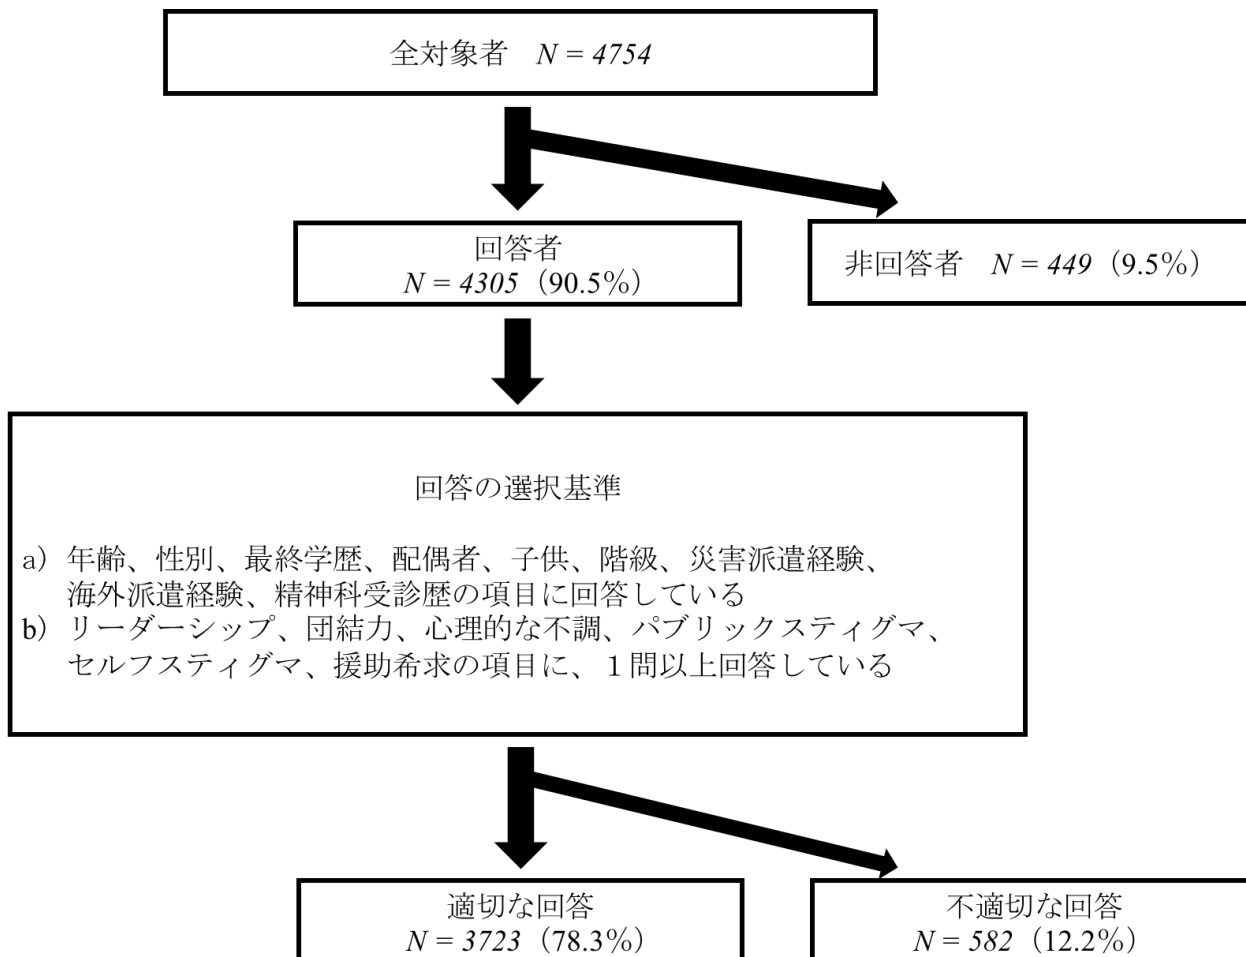 全対象者　N = 4754
回答者
N = 4305（90.5%）
非回答者　N = 449（9.5%）
回答の選択基準
a）年齢、性別、最終学歴、配偶者、子供、階級、災害派遣経験、
海外派遣経験、精神科受診歴の項目に回答している
b）リーダーシップ、団結力、心理的な不調、パブリックスティグマ、
セルフスティグマ、援助希求の項目に、１問以上回答している
適切な回答
N = 3723（78.3%）
不適切な回答
N = 582（12.2%）